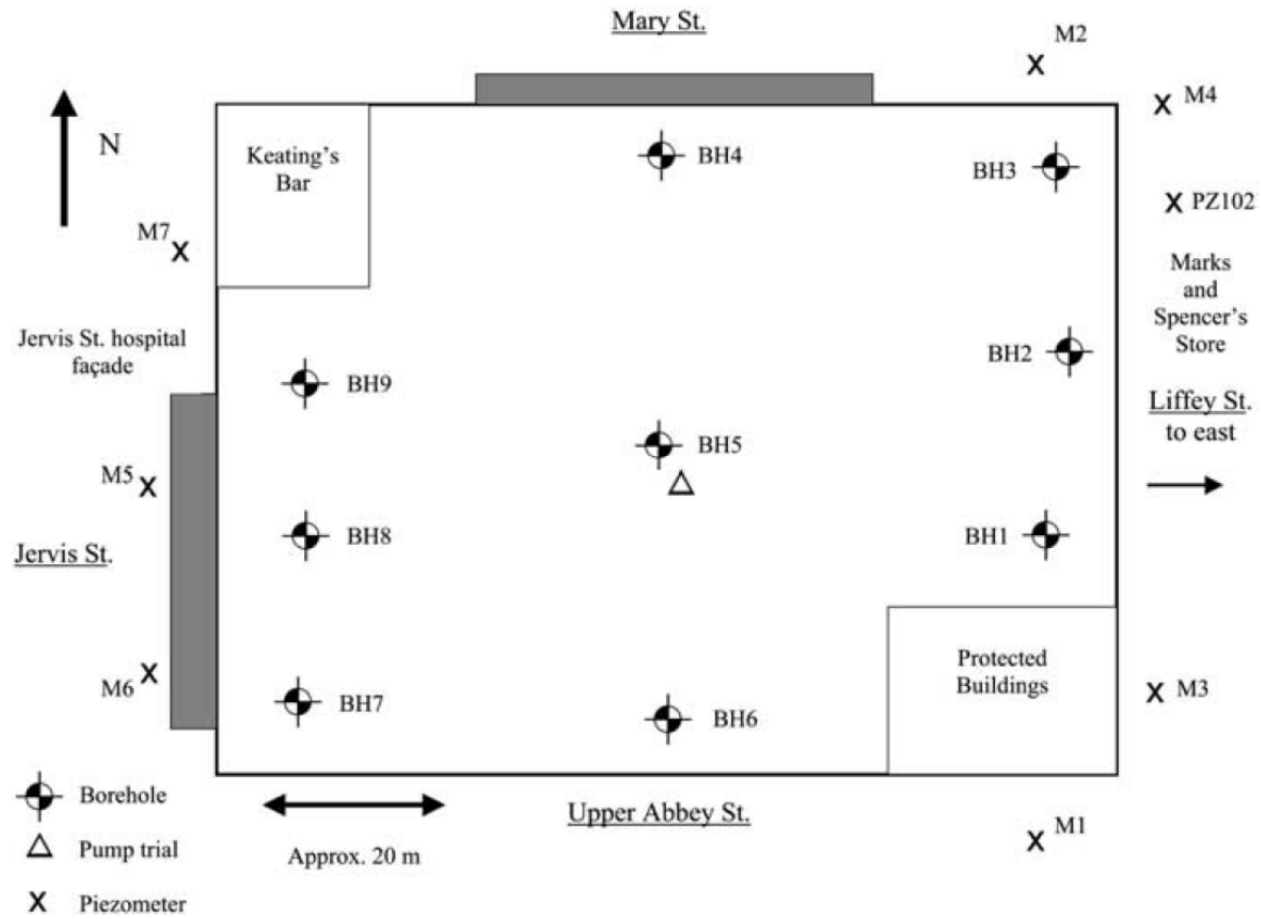 Mary St.
M2
M4
N
Keating's
Bar
BH4
BH3
PZ102
M7
Marks
and
Spencer's
Store
Jervis St. hospital
façade
BH2
BH9
Liffey St.
to east
BH5
M5
BH8
BH1
Jervis St.
Protected
Buildings
M6
BH7
BH6
M3
Borehole
Upper Abbey St.
M1
Pump trial
Approx. 20 m
Piezometer